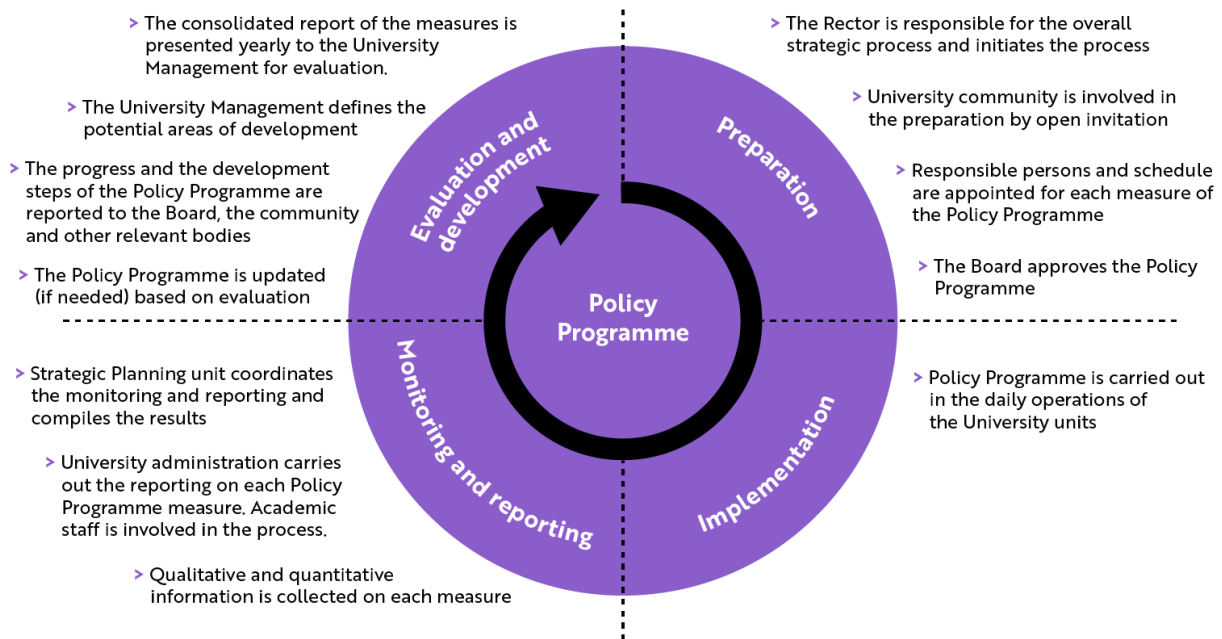 > The consolidated report of the measures is
presented yearly to the University
Management for evaluation.
> The University Management defines the
potential areas of development
> The progress and the development
steps of the Policy Programme are
reported to the Board, the community
and other relevant bodies
> The Policy Programme is updated
(if needed) based on evaluation
> The Rector is responsible for the overall
strategic process and initiates the process
> University community is involved in
the preparation by open invitation
> Responsible persons and schedule
are appointed for each measure of
the Policy Programme
> The Board approves the Policy
Programme
Evaluation and
development
Preparation
Policy
Programme
Monitoring and reporting
Implementation
> Strategic Planning unit coordinates
the monitoring and reporting and
compiles the results
> University administration carries
out the reporting on each Policy
Programme measure. Academic
staff is involved in the process.
> Qualitative and quantitative
information is collected on each measure
> Policy Programme is carried out
in the daily operations of
the University units